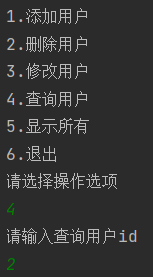 1.添加用户
2.删除用户
3.修改用户
4.查询用户
5.显示所有
6.退出
请选择操作选项
4
请输入查询用户id
2